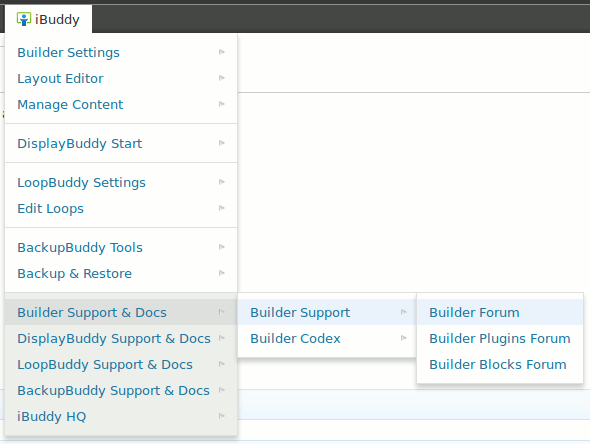 iBuddy
Builder Settings
Layout Editor
Manage Content
DisplayBuddy Start
LoopBuddy Settings
Edit Loops
BackupBuddy Tools
Backup & Restore
Builder Support & Docs
DisplayBuddy Support & Docs
LoopBuddy Support & Docs
BackupBuddy Support & Docs
iBuddy HQ
Builder Support
Builder Codex
Builder Forum
Builder Plugins Forum
Builder Blocks Forum